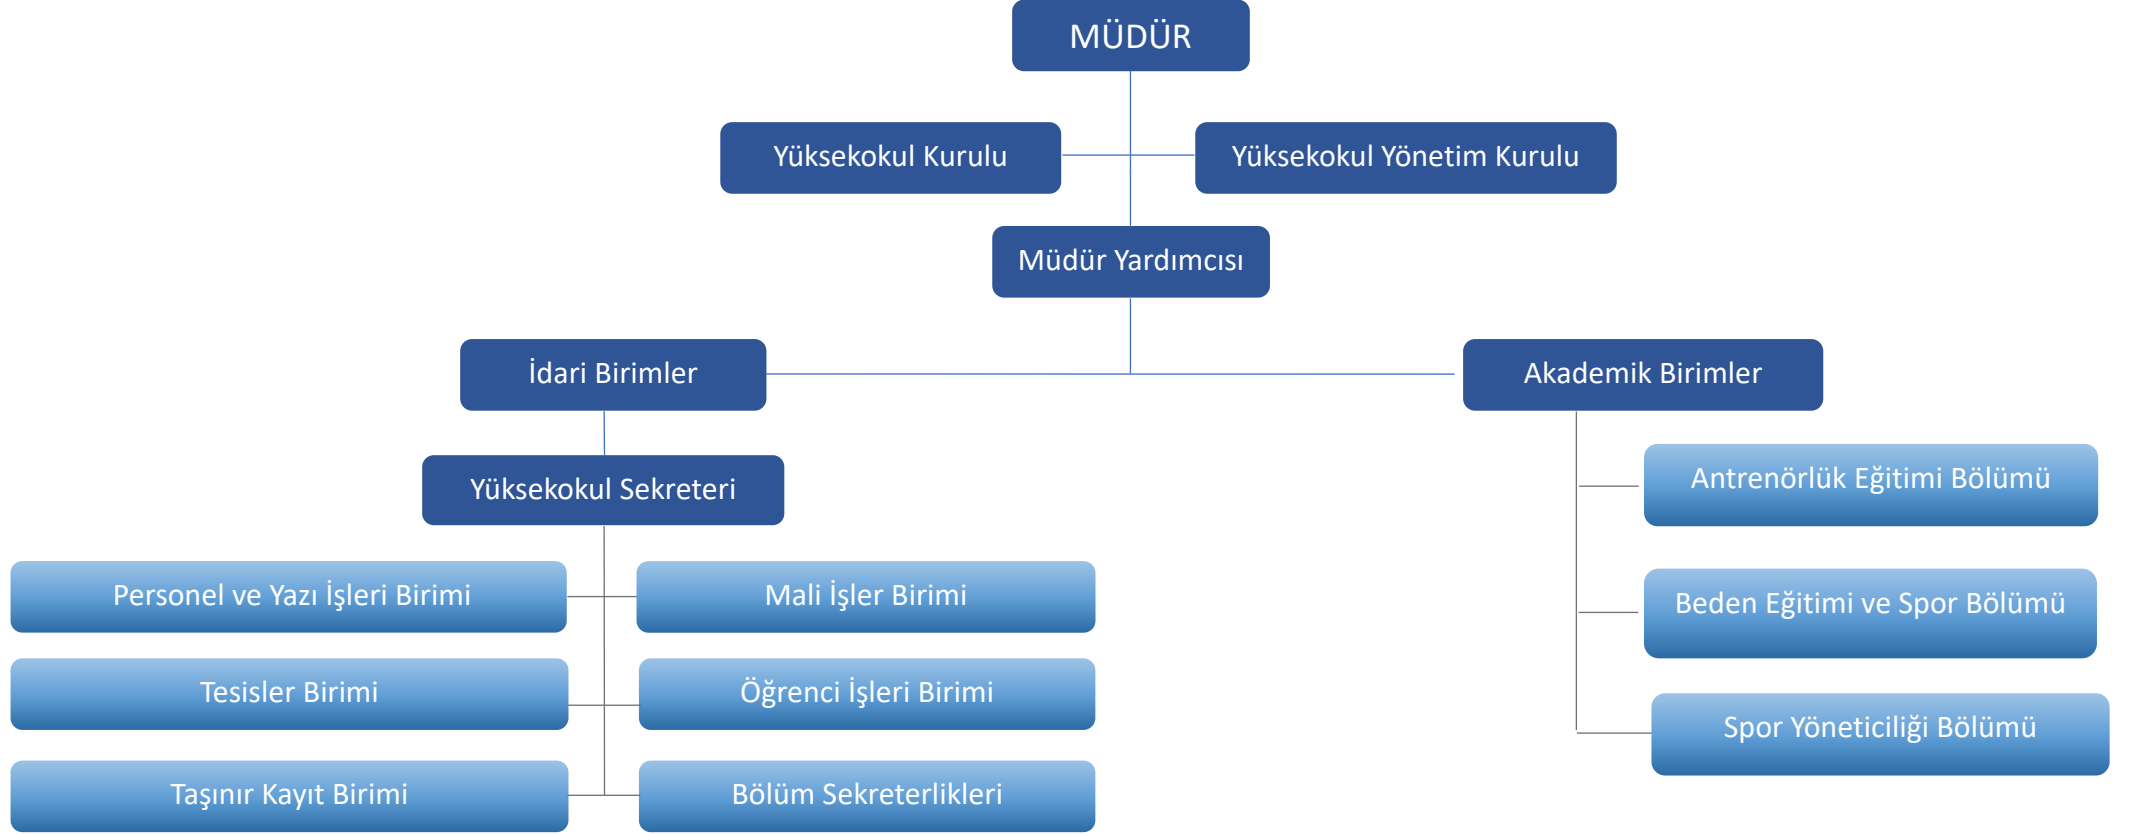 MÜDÜR
Yüksekokul Kurulu
Yüksekokul Yönetim Kurulu
Müdür Yardımcısı
İdari Birimler
Akademik Birimler
Yüksekokul Sekreteri
Antrenörlük Eğitimi Bölümü
Personel ve Yazı İşleri Birimi
Mali İşler Birimi
Beden Eğitimi ve Spor Bölümü
Tesisler Birimi
Öğrenci İşleri Birimi
Spor Yöneticiliği Bölümü
Taşınır Kayıt Birimi
Bölüm Sekreterlikleri